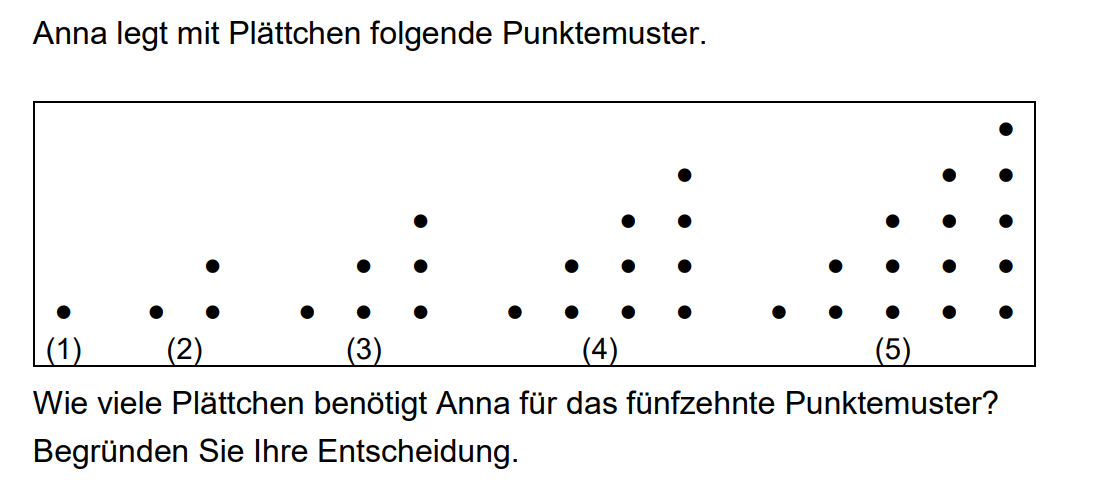 Anna legt mit Plättchen folgende Punktemuster.
(1) (2) (3) (4) (5)
Wie viele Plättchen benötigt Anna für das fünfzehnte Punktemuster?
Begründen Sie Ihre Entscheidung.